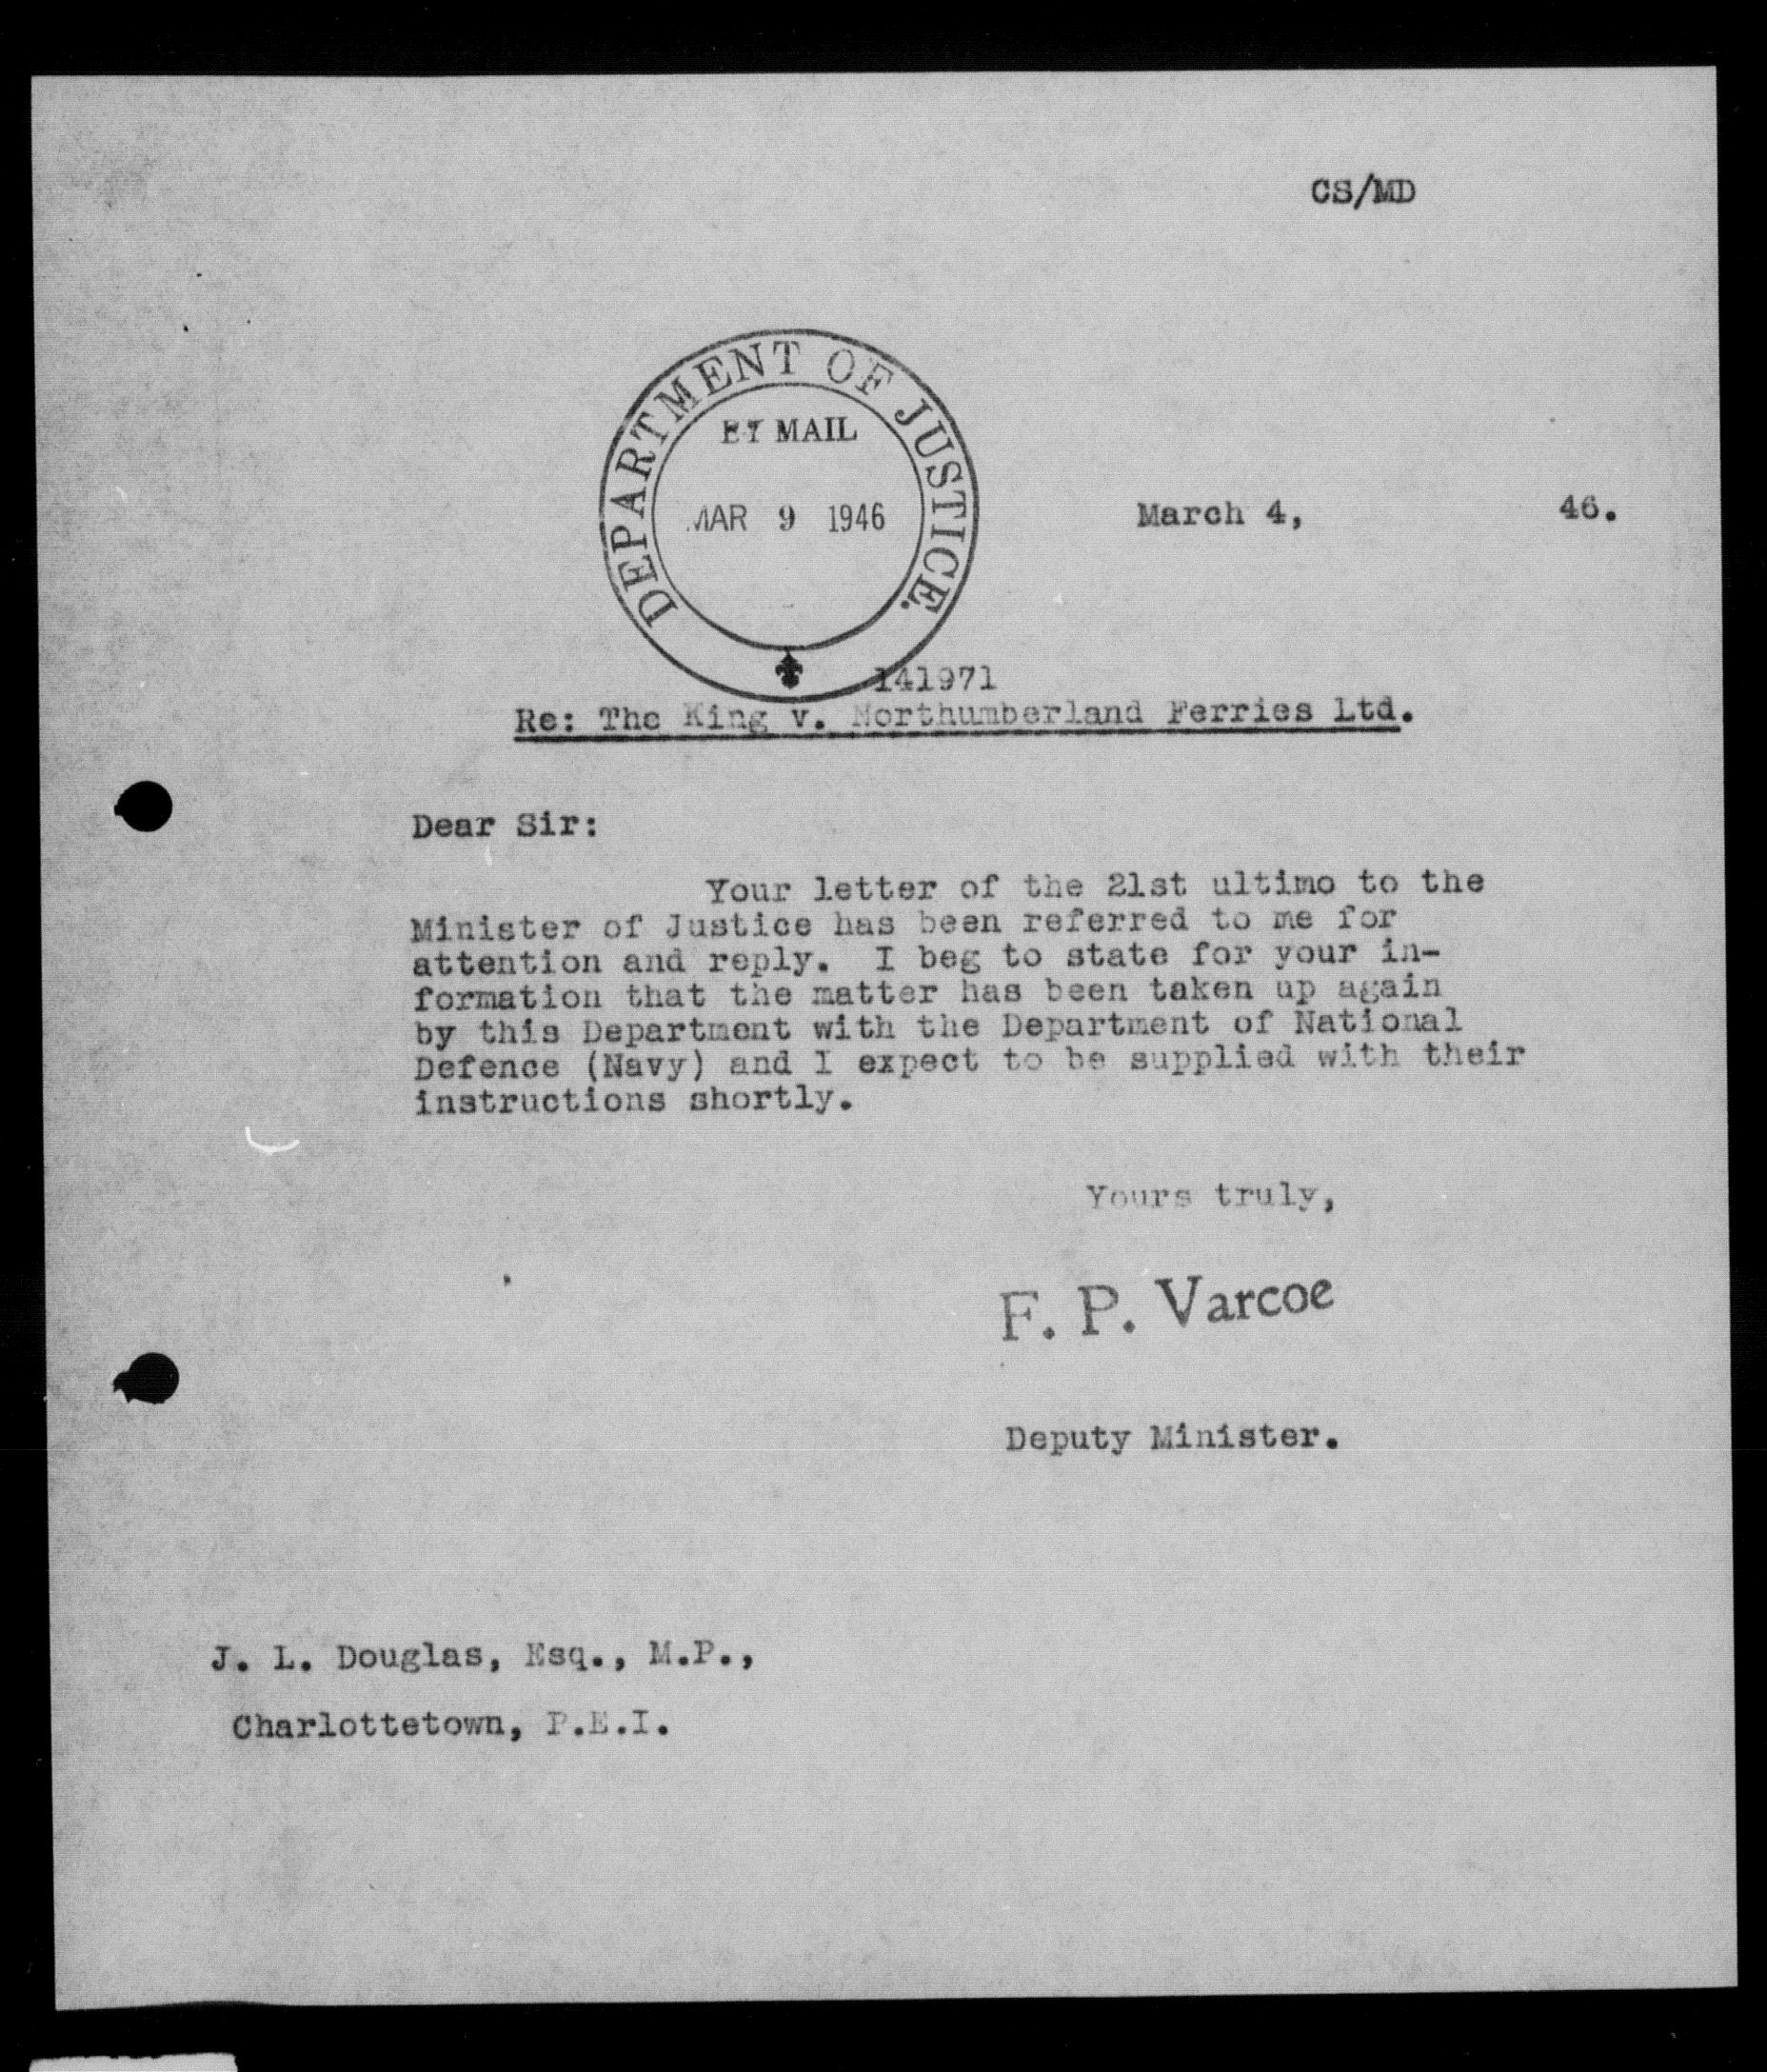 CS/MD
DEPARTMENT OF JUSTICE.
BY MAIL
MAR 9 1946
March 4, 46.
141971
Re: The King v. Northumberland Ferries Ltd.
Dear Sir:
Your letter of the 21st ultimo to the
Minister of Justice has been referred to me for
attention and reply. I beg to state for your in-
formation that the matter has been taken up again
by this Department with the Department of National
Defence (Navy) and I expect to be supplied with their
instructions shortly.
Yours truly,
F. P. Varcoe
Deputy Minister.
J. L. Douglas, Esq., M.P.,
Charlottetown, P.E.I.